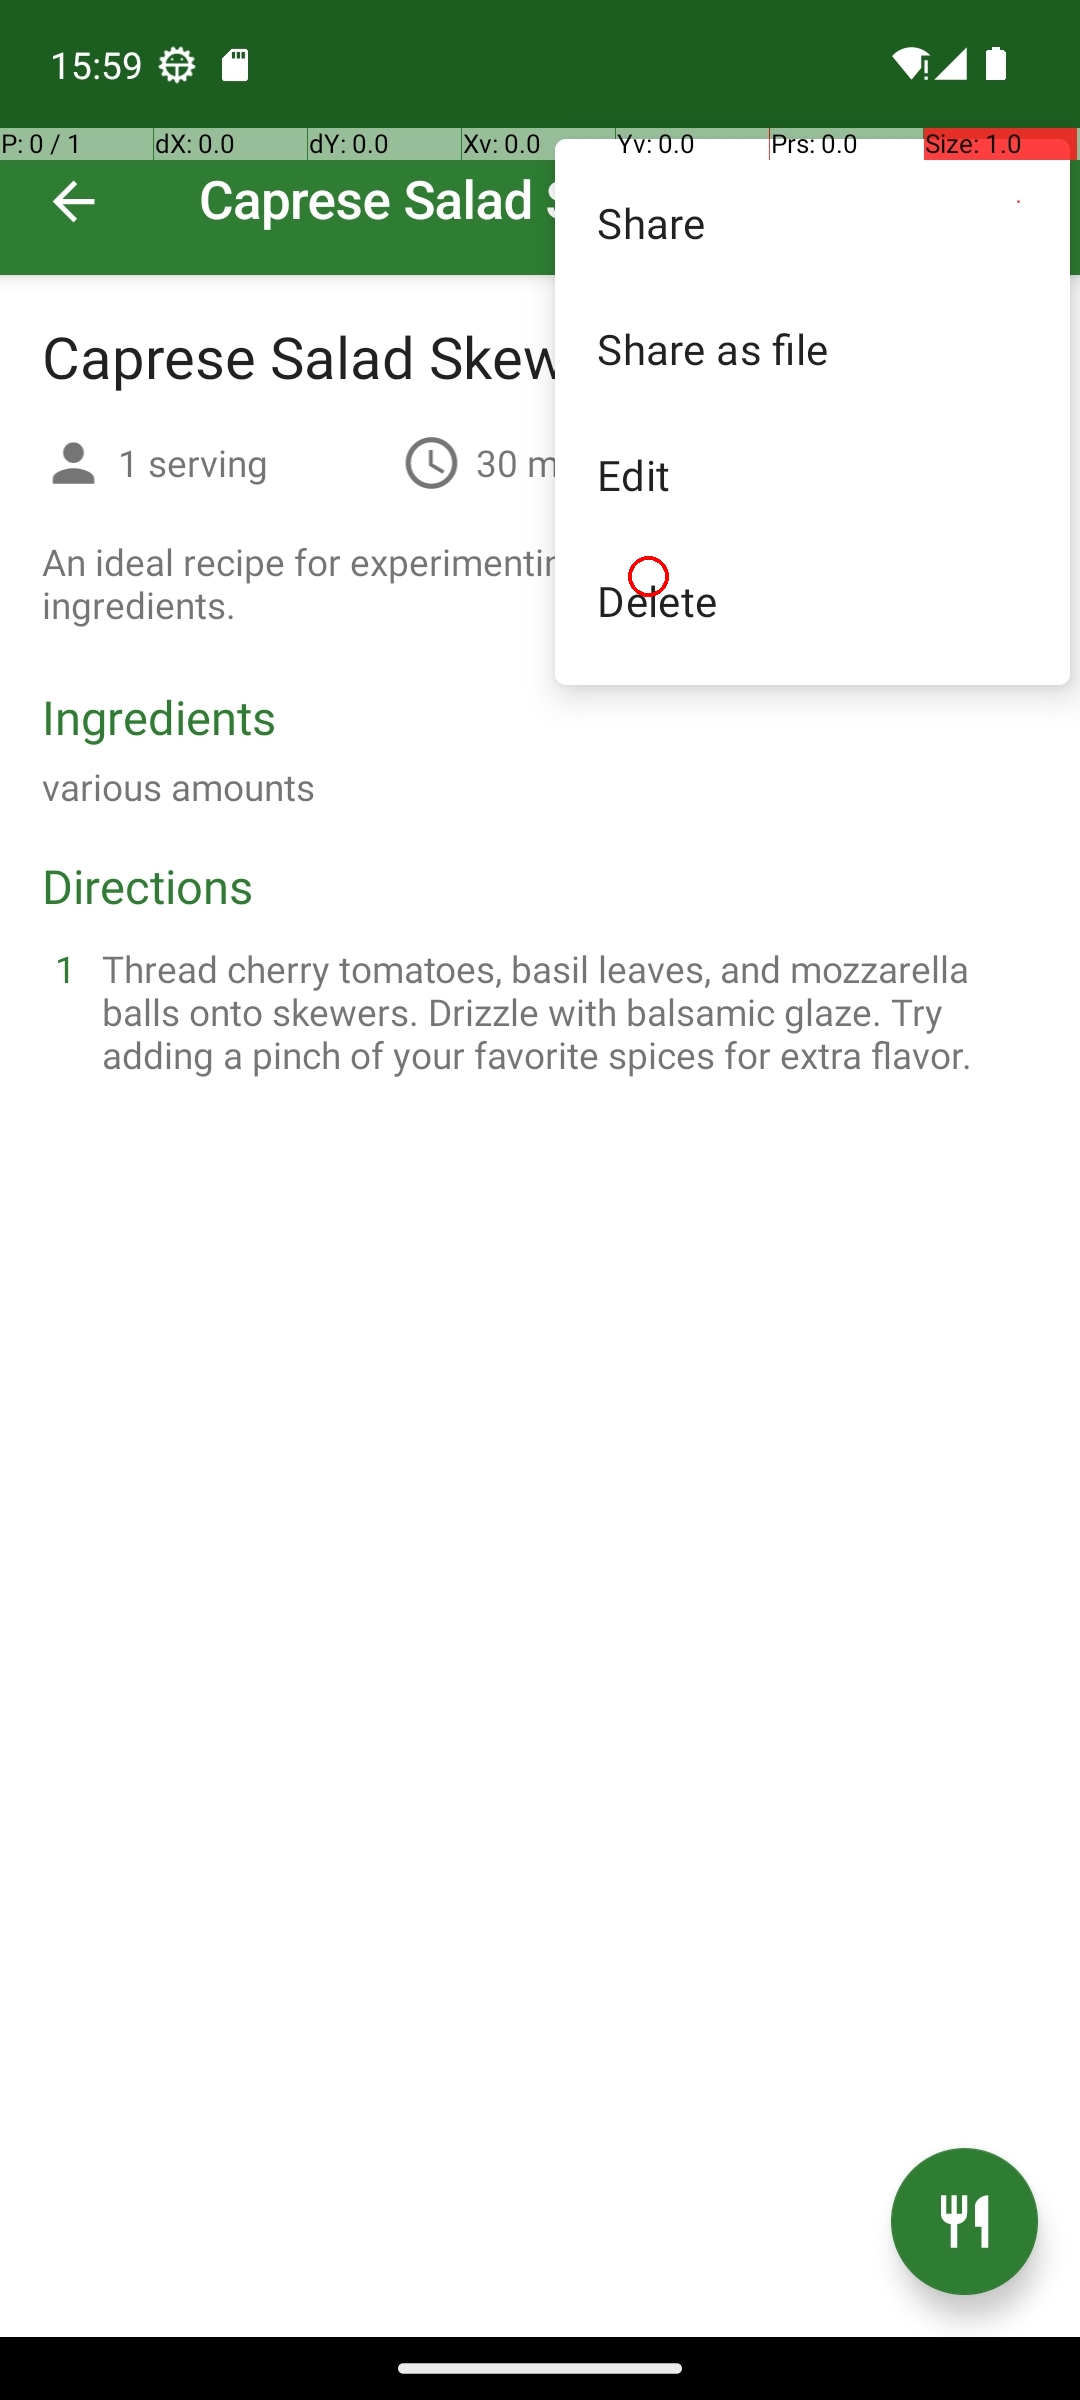 15:59
P: 0 / 1
dX: 0.0
dY: 0.0
Xv: 0.0
Yv: 0.0
Prs: 0.0
Size: 1.0
Caprese Salad
Share
Share as file
Edit
Delete
Caprese Salad Skew
1 serving
30 m
An ideal recipe for experimentin
ingredients.
Ingredients
various amounts
Directions
1 Thread cherry tomatoes, basil leaves, and mozzarella
balls onto skewers. Drizzle with balsamic glaze. Try
adding a pinch of your favorite spices for extra flavor.